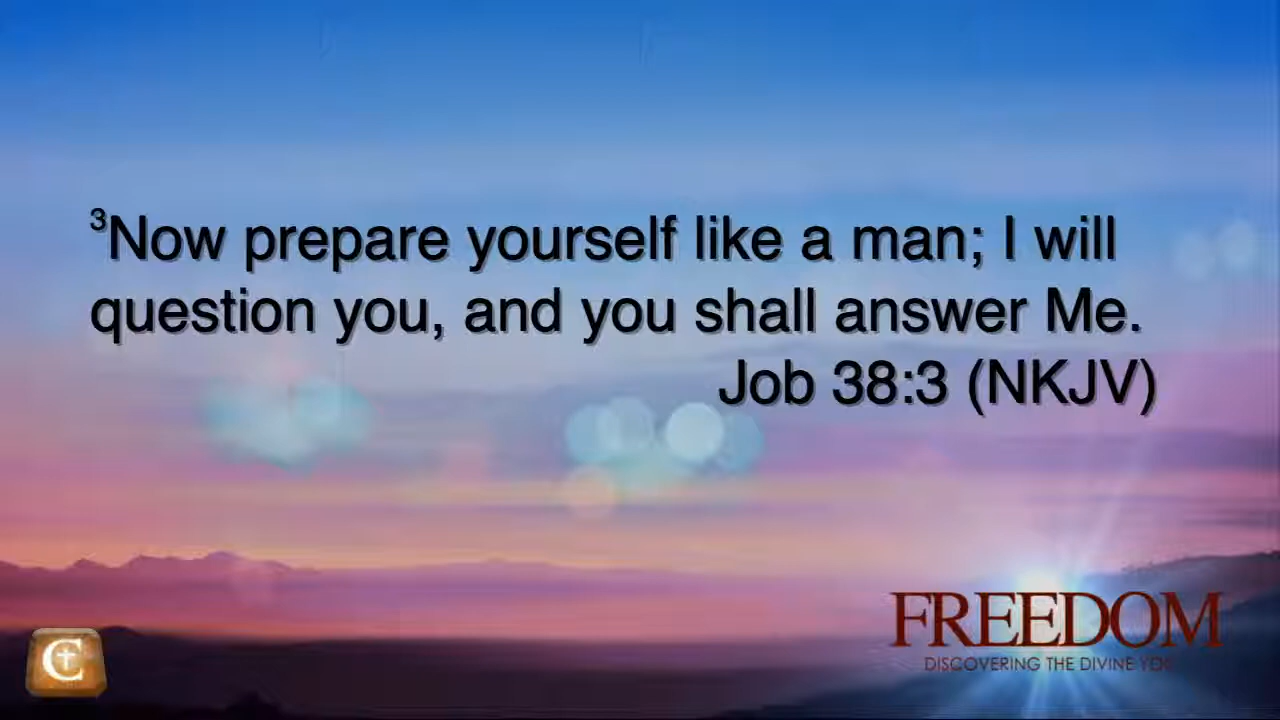 ³Now prepare yourself like a man; I will
question you, and you shall answer Me.
Job 38:3 (NKJV)
FREEDOM
DISCOVERING THE DIVINE YOU
C